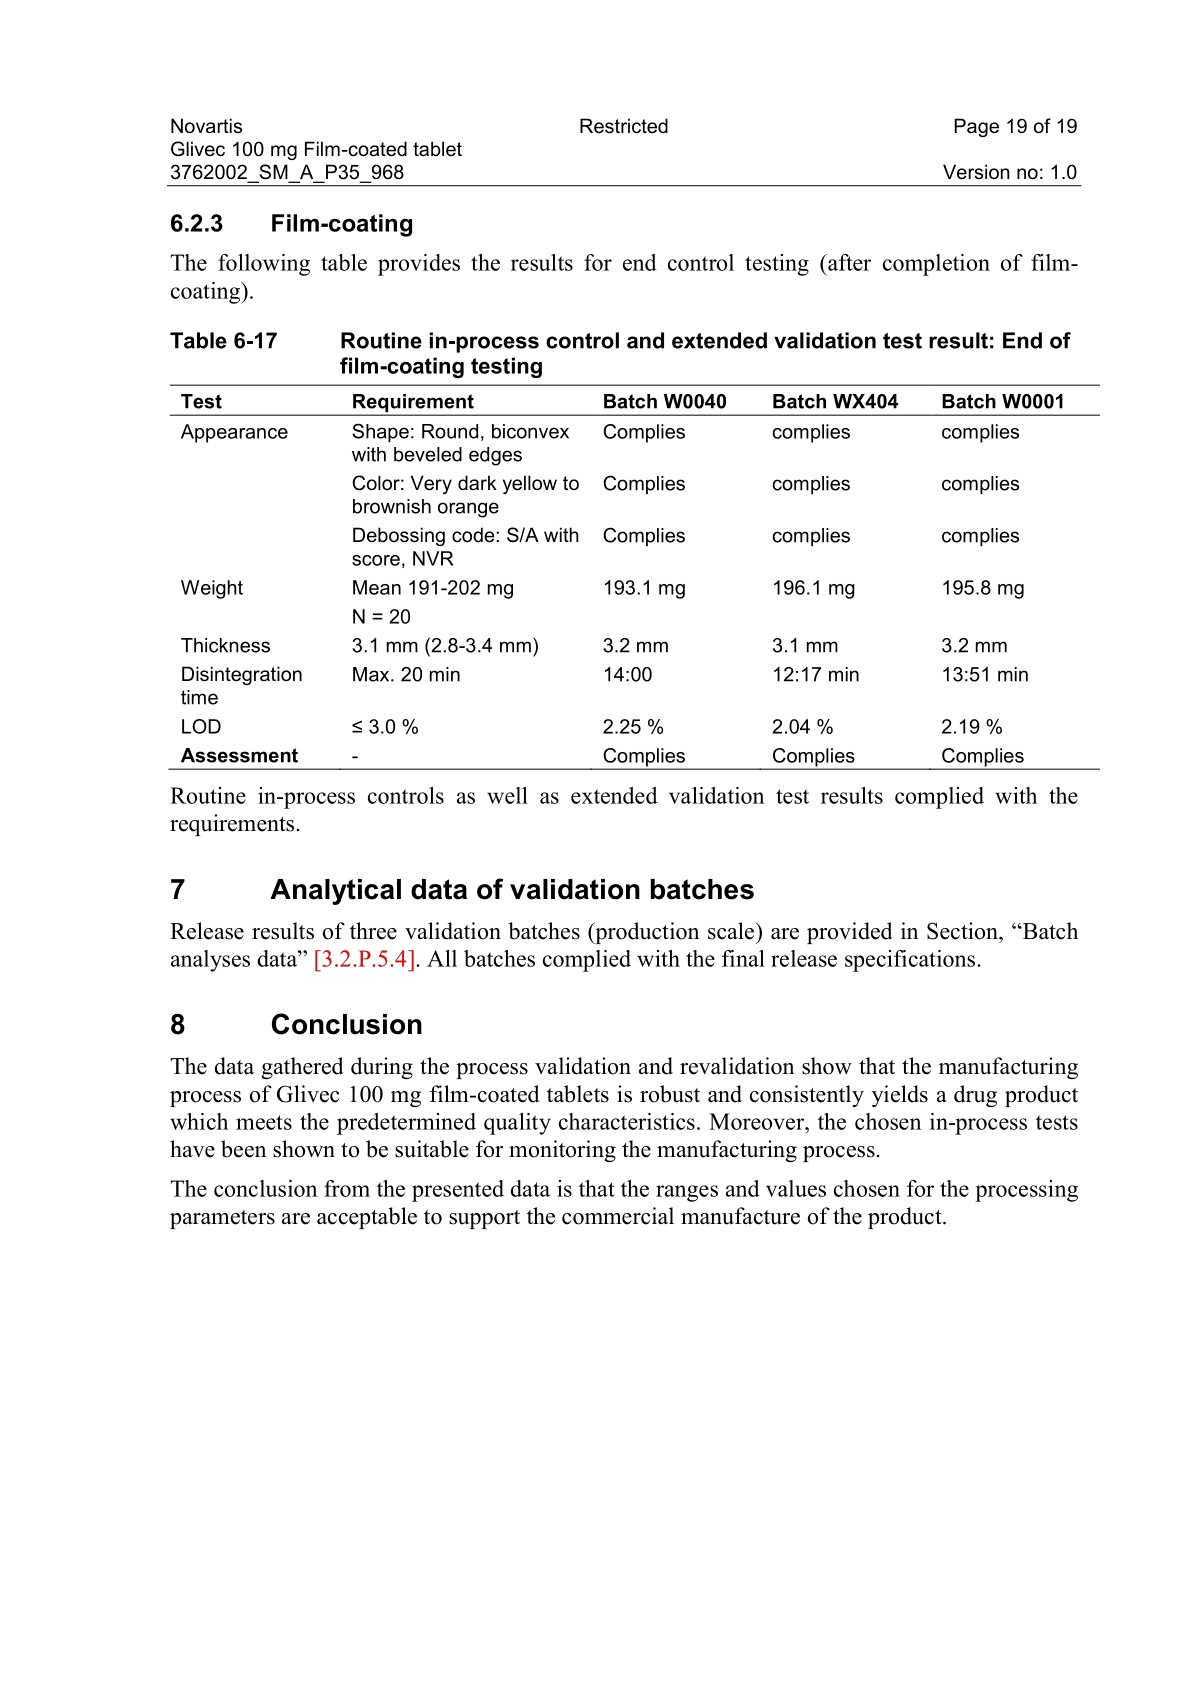 Novartis Restricted Page 19 of 19
Glivec 100 mg Film-coated tablet
3762002_SM_A_P35_968 Version no: 1.0
6.2.3 Film-coating
The following table provides the results for end control testing (after completion of film-
coating).
Table 6-17 Routine in-process control and extended validation test result: End of
film-coating testing
Test Requirement Batch W0040 Batch WX404 Batch W0001
Appearance Shape: Round, biconvex Complies complies complies
with beveled edges
Color: Very dark yellow to Complies complies complies
brownish orange
Debossing code: S/A with Complies complies complies
score, NVR
Weight Mean 191-202 mg 193.1 mg 196.1 mg 195.8 mg
N = 20
Thickness 3.1 mm (2.8-3.4 mm) 3.2 mm 3.1 mm 3.2 mm
Disintegration Max. 20 min 14:00 12:17 min 13:51 min
time
LOD ≤ 3.0 % 2.25 % 2.04 % 2.19 %
Assessment - Complies Complies Complies
Routine in-process controls as well as extended validation test results complied with the
requirements.
7 Analytical data of validation batches
Release results of three validation batches (production scale) are provided in Section, “Batch
analyses data” [3.2.P.5.4]. All batches complied with the final release specifications.
8 Conclusion
The data gathered during the process validation and revalidation show that the manufacturing
process of Glivec 100 mg film-coated tablets is robust and consistently yields a drug product
which meets the predetermined quality characteristics. Moreover, the chosen in-process tests
have been shown to be suitable for monitoring the manufacturing process.
The conclusion from the presented data is that the ranges and values chosen for the processing
parameters are acceptable to support the commercial manufacture of the product.